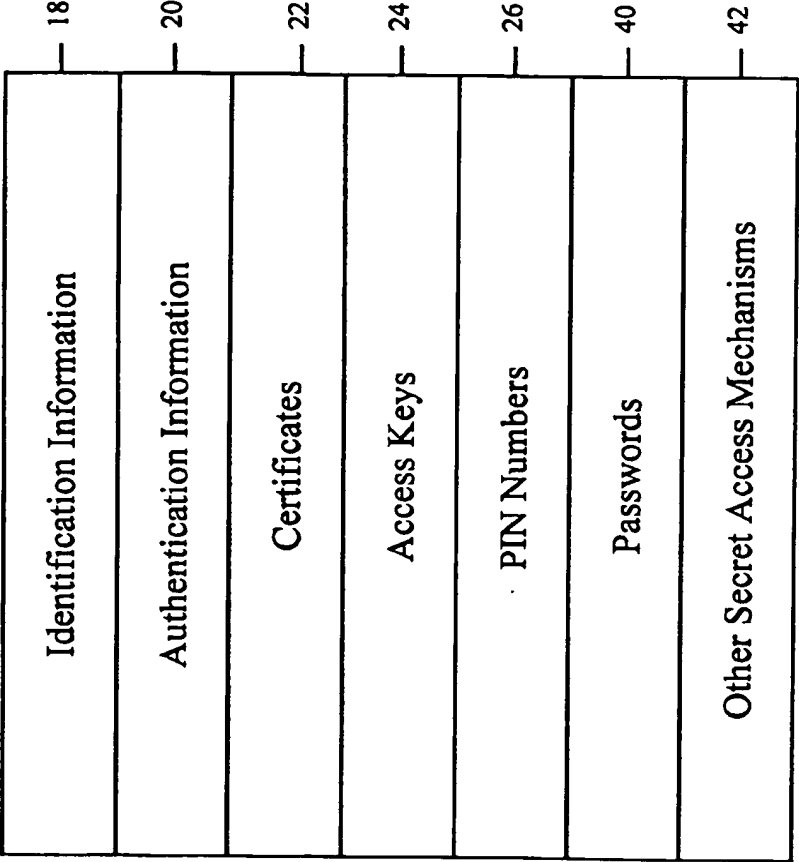 Identification Information 18
Authentication Information 20
Certificates 22
Access Keys 24
PIN Numbers 26
Passwords 40
Other Secret Access Mechanisms 42